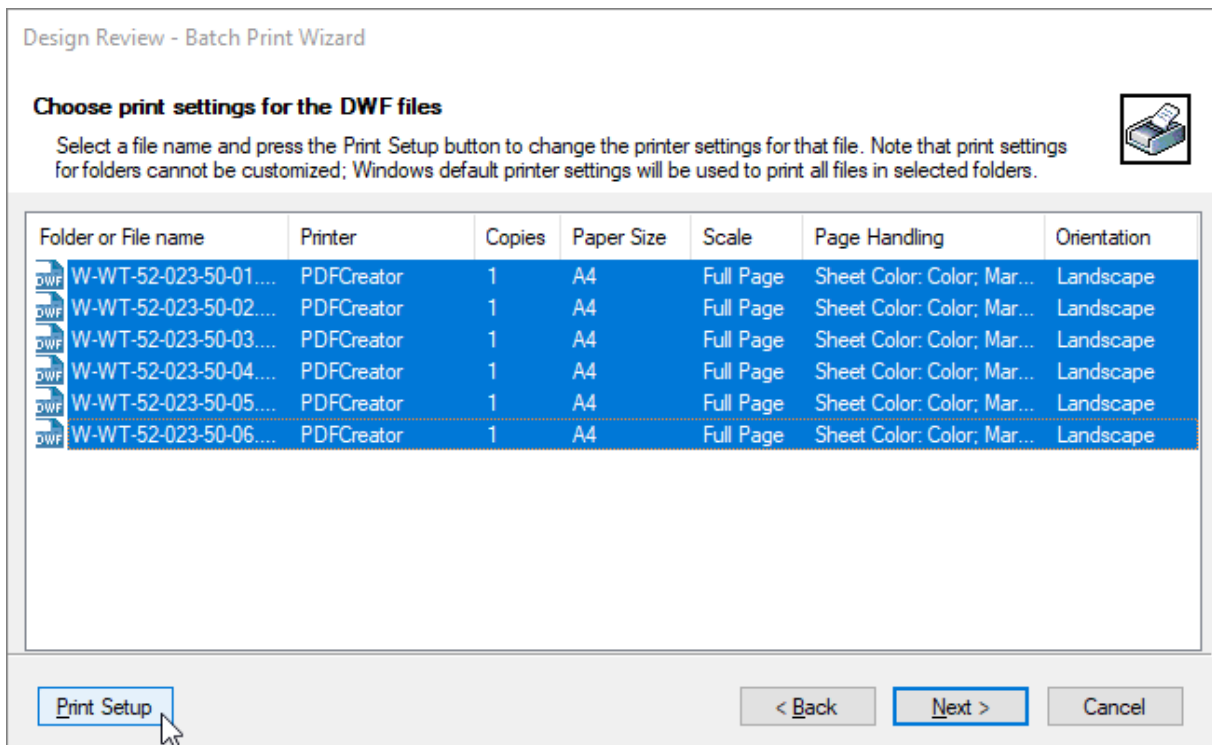 Design Review - Batch Print Wizard
Choose print settings for the DWF files
Select a file name and press the Print Setup button to change the printer settings for that file. Note that print settings
for folders cannot be customized; Windows default printer settings will be used to print all files in selected folders.
Folder or File name Printer Copies Paper Size Scale Page Handling Orientation
DWF W-WT-52-023-50-01.... PDFCreator 1 A4 Full Page Sheet Color: Color; Mar... Landscape
DWF W-WT-52-023-50-02.... PDFCreator 1 A4 Full Page Sheet Color: Color; Mar... Landscape
DWF W-WT-52-023-50-03.... PDFCreator 1 A4 Full Page Sheet Color: Color; Mar... Landscape
DWF W-WT-52-023-50-04.... PDFCreator 1 A4 Full Page Sheet Color: Color; Mar... Landscape
DWF W-WT-52-023-50-05.... PDFCreator 1 A4 Full Page Sheet Color: Color; Mar... Landscape
DWF W-WT-52-023-50-06.... PDFCreator 1 A4 Full Page Sheet Color: Color; Mar... Landscape
Print Setup < Back Next > Cancel